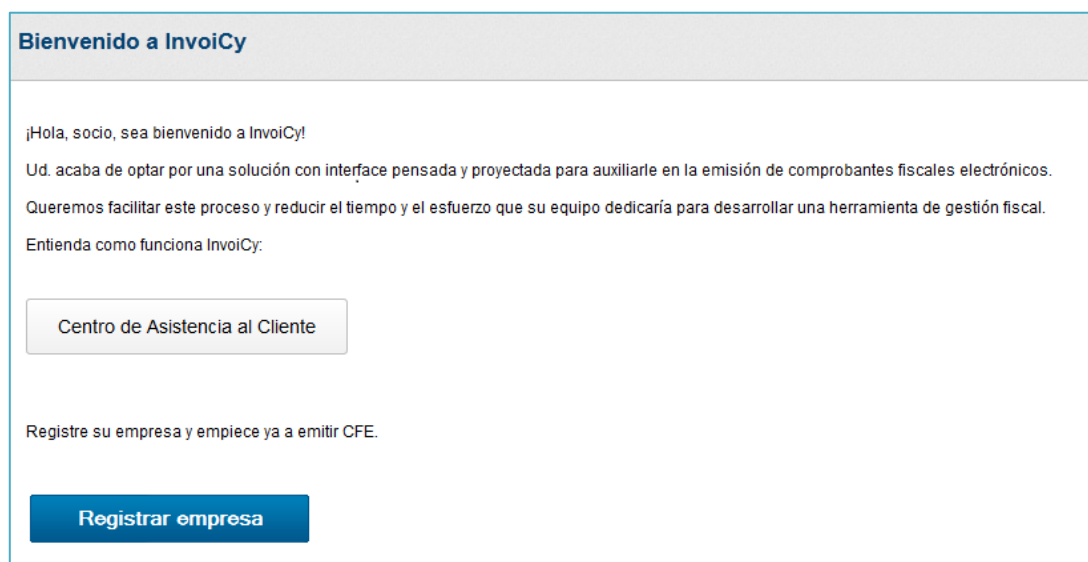 Bienvenido a InvoiCy
¡Hola, socio, sea bienvenido a InvoiCy!
Ud. acaba de optar por una solución con interface pensada y proyectada para auxiliarle en la emisión de comprobantes fiscales electrónicos.
Queremos facilitar este proceso y reducir el tiempo y el esfuerzo que su equipo dedicaría para desarrollar una herramienta de gestión fiscal.
Entienda como funciona InvoiCy:
Centro de Asistencia al Cliente
Registre su empresa y empiece ya a emitir CFE.
Registrar empresa